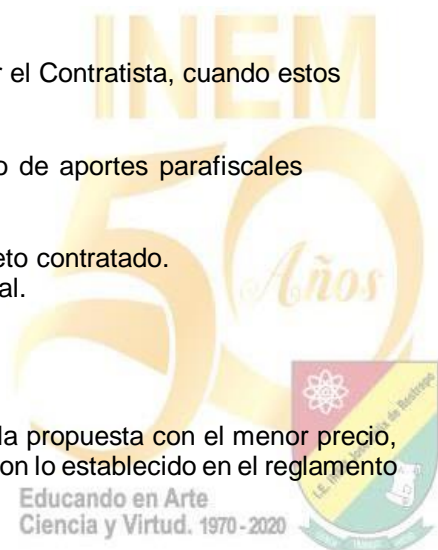 INEM
r el Contratista, cuando estos
50
o de aportes parafiscales
eto contratado.
al.
Años
la propuesta con el menor precio,
on lo establecido en el reglamento
Educando en Arte
Ciencia y Virtud. 1970 - 2020